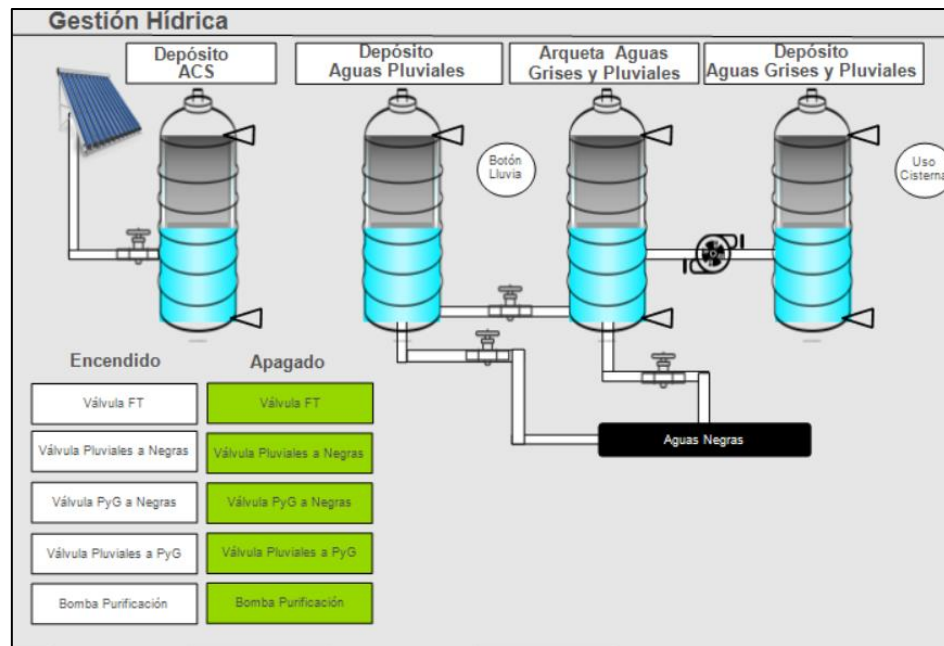 Gestión Hídrica
Depósito
ACS
Depósito
Aguas Pluviales
Arqueta Aguas
Grises y Pluviales
Depósito
Aguas Grises y Pluviales
Botón
Lluvia
Uso
Cisterna
Encendido
Apagado
Válvula FT
Válvula FT
Válvula Pluviales a Negras
Válvula Pluviales a Negras
Válvula PyG a Negras
Válvula PyG a Negras
Válvula Pluviales a PyG
Válvula Pluviales a PyG
Bomba Purificación
Bomba Purificación
Aguas Negras